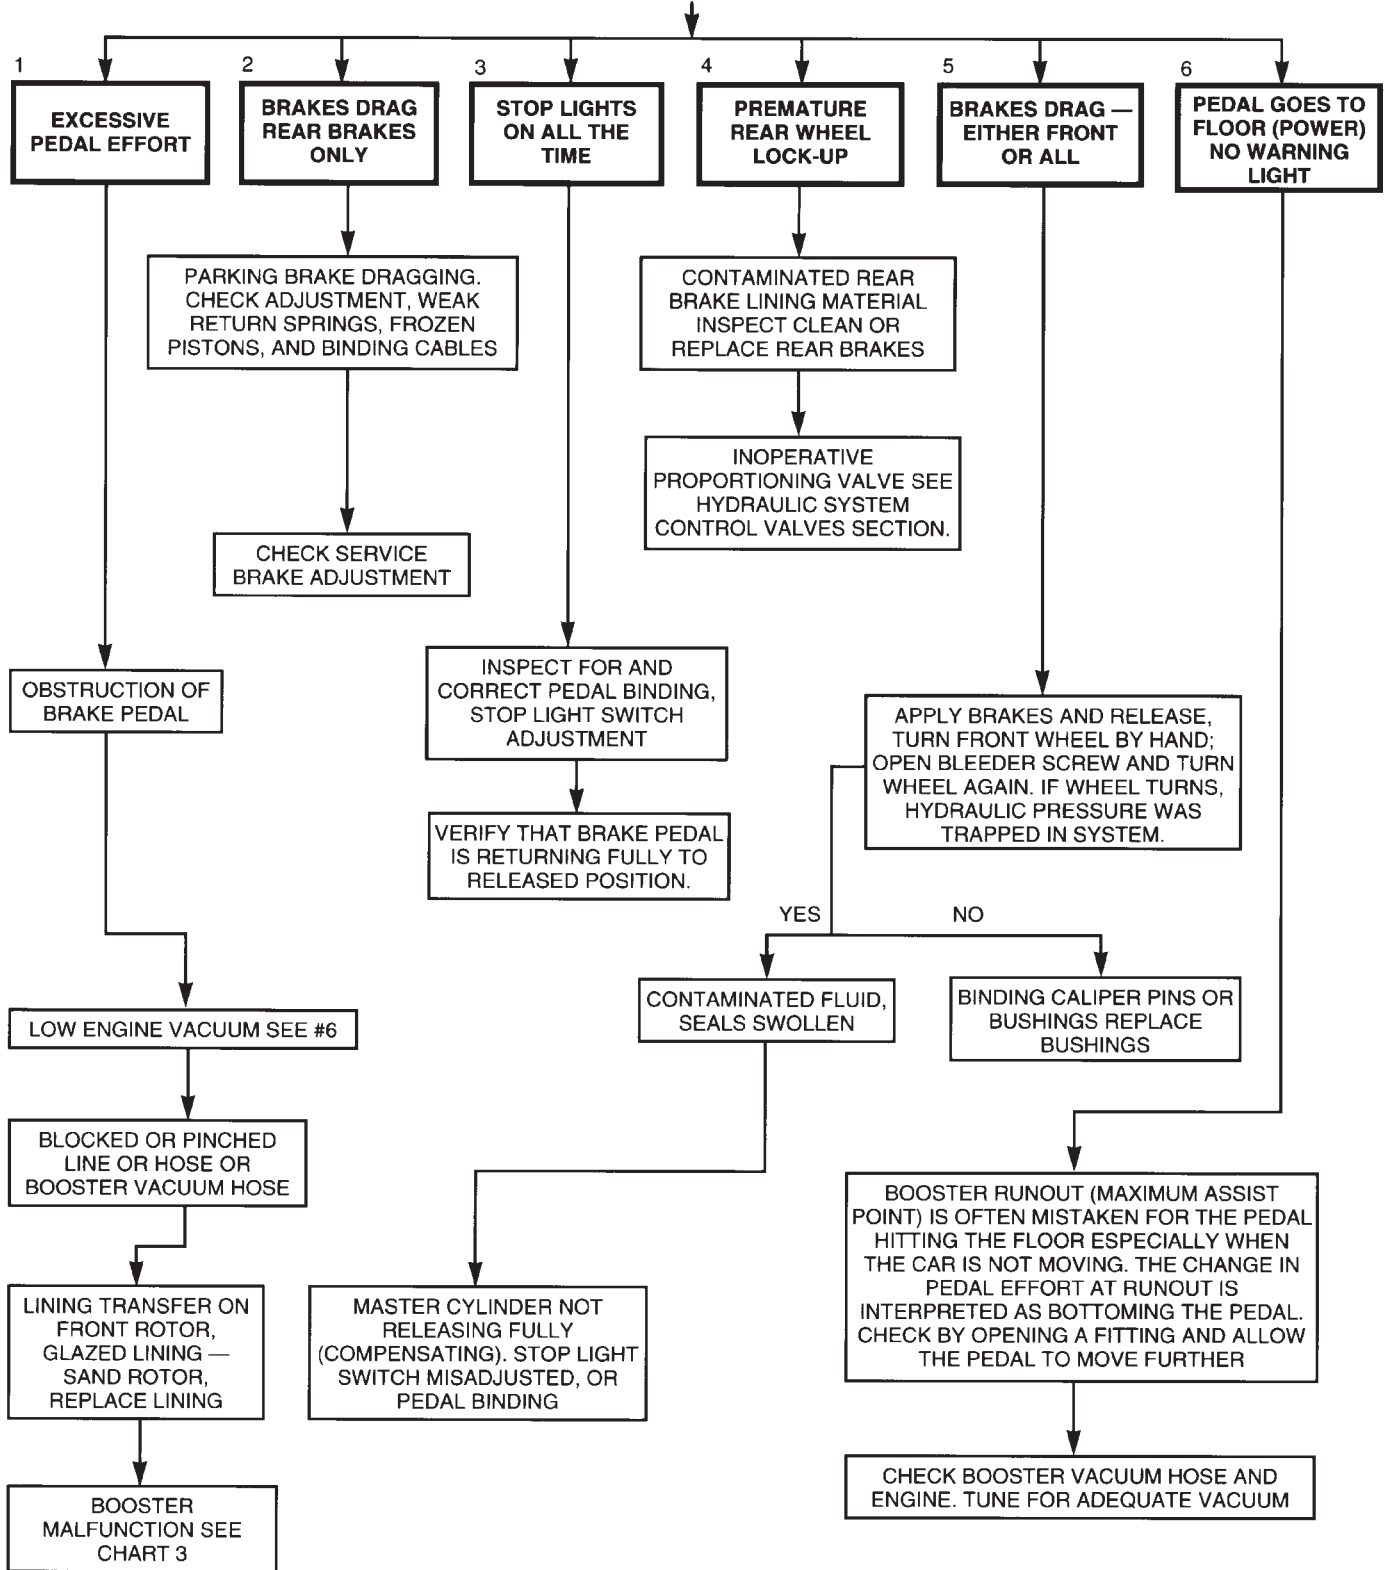 1
EXCESSIVE
PEDAL EFFORT
2
BRAKES DRAG
REAR BRAKES
ONLY
3
STOP LIGHTS
ON ALL THE
TIME
4
PREMATURE
REAR WHEEL
LOCK-UP
5
BRAKES DRAG —
EITHER FRONT
OR ALL
6
PEDAL GOES TO
FLOOR (POWER)
NO WARNING
LIGHT
PARKING BRAKE DRAGGING.
CHECK ADJUSTMENT, WEAK
RETURN SPRINGS, FROZEN
PISTONS, AND BINDING CABLES
CONTAMINATED REAR
BRAKE LINING MATERIAL
INSPECT CLEAN OR
REPLACE REAR BRAKES
INOPERATIVE
PROPORTIONING VALVE SEE
HYDRAULIC SYSTEM
CONTROL VALVES SECTION.
CHECK SERVICE
BRAKE ADJUSTMENT
OBSTRUCTION OF
BRAKE PEDAL
INSPECT FOR AND
CORRECT PEDAL BINDING,
STOP LIGHT SWITCH
ADJUSTMENT
APPLY BRAKES AND RELEASE,
TURN FRONT WHEEL BY HAND;
OPEN BLEEDER SCREW AND TURN
WHEEL AGAIN. IF WHEEL TURNS,
HYDRAULIC PRESSURE WAS
TRAPPED IN SYSTEM.
VERIFY THAT BRAKE PEDAL
IS RETURNING FULLY TO
RELEASED POSITION.
YES
NO
CONTAMINATED FLUID,
SEALS SWOLLEN
BINDING CALIPER PINS OR
BUSHINGS REPLACE
BUSHINGS
LOW ENGINE VACUUM SEE #6
BLOCKED OR PINCHED
LINE OR HOSE OR
BOOSTER VACUUM HOSE
BOOSTER RUNOUT (MAXIMUM ASSIST
POINT) IS OFTEN MISTAKEN FOR THE PEDAL
HITTING THE FLOOR ESPECIALLY WHEN
THE CAR IS NOT MOVING. THE CHANGE IN
PEDAL EFFORT AT RUNOUT IS
INTERPRETED AS BOTTOMING THE PEDAL.
CHECK BY OPENING A FITTING AND ALLOW
THE PEDAL TO MOVE FURTHER
LINING TRANSFER ON
FRONT ROTOR,
GLAZED LINING —
SAND ROTOR,
REPLACE LINING
MASTER CYLINDER NOT
RELEASING FULLY
(COMPENSATING). STOP LIGHT
SWITCH MISADJUSTED, OR
PEDAL BINDING
CHECK BOOSTER VACUUM HOSE AND
ENGINE. TUNE FOR ADEQUATE VACUUM
BOOSTER
MALFUNCTION SEE
CHART 3